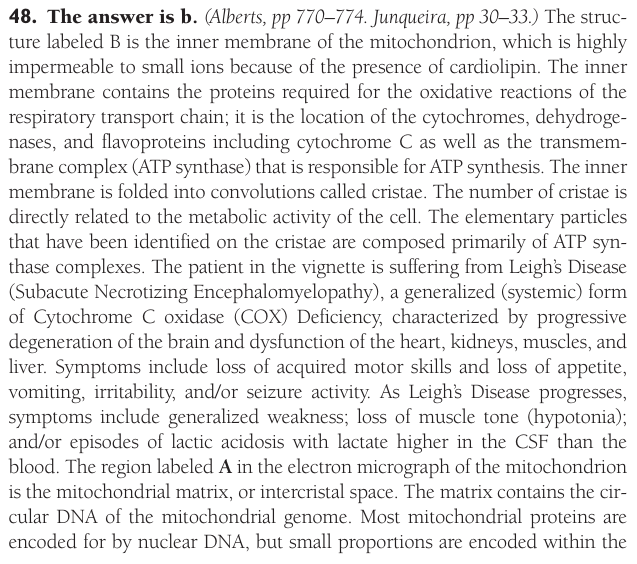 48. The answer is b. (Alberts, pp 770–774. Junqueira, pp 30–33.) The struc-
ture labeled B is the inner membrane of the mitochondrion, which is highly
impermeable to small ions because of the presence of cardiolipin. The inner
membrane contains the proteins required for the oxidative reactions of the
respiratory transport chain; it is the location of the cytochromes, dehydroge-
nases, and flavoproteins including cytochrome C as well as the transmem-
brane complex (ATP synthase) that is responsible for ATP synthesis. The inner
membrane is folded into convolutions called cristae. The number of cristae is
directly related to the metabolic activity of the cell. The elementary particles
that have been identified on the cristae are composed primarily of ATP syn-
thase complexes. The patient in the vignette is suffering from Leigh's Disease
(Subacute Necrotizing Encephalomyelopathy), a generalized (systemic) form
of Cytochrome C oxidase (COX) Deficiency, characterized by progressive
degeneration of the brain and dysfunction of the heart, kidneys, muscles, and
liver. Symptoms include loss of acquired motor skills and loss of appetite,
vomiting, irritability, and/or seizure activity. As Leigh's Disease progresses,
symptoms include generalized weakness; loss of muscle tone (hypotonia);
and/or episodes of lactic acidosis with lactate higher in the CSF than the
blood. The region labeled A in the electron micrograph of the mitochondrion
is the mitochondrial matrix, or intercristal space. The matrix contains the cir-
cular DNA of the mitochondrial genome. Most mitochondrial proteins are
encoded for by nuclear DNA, but small proportions are encoded within the